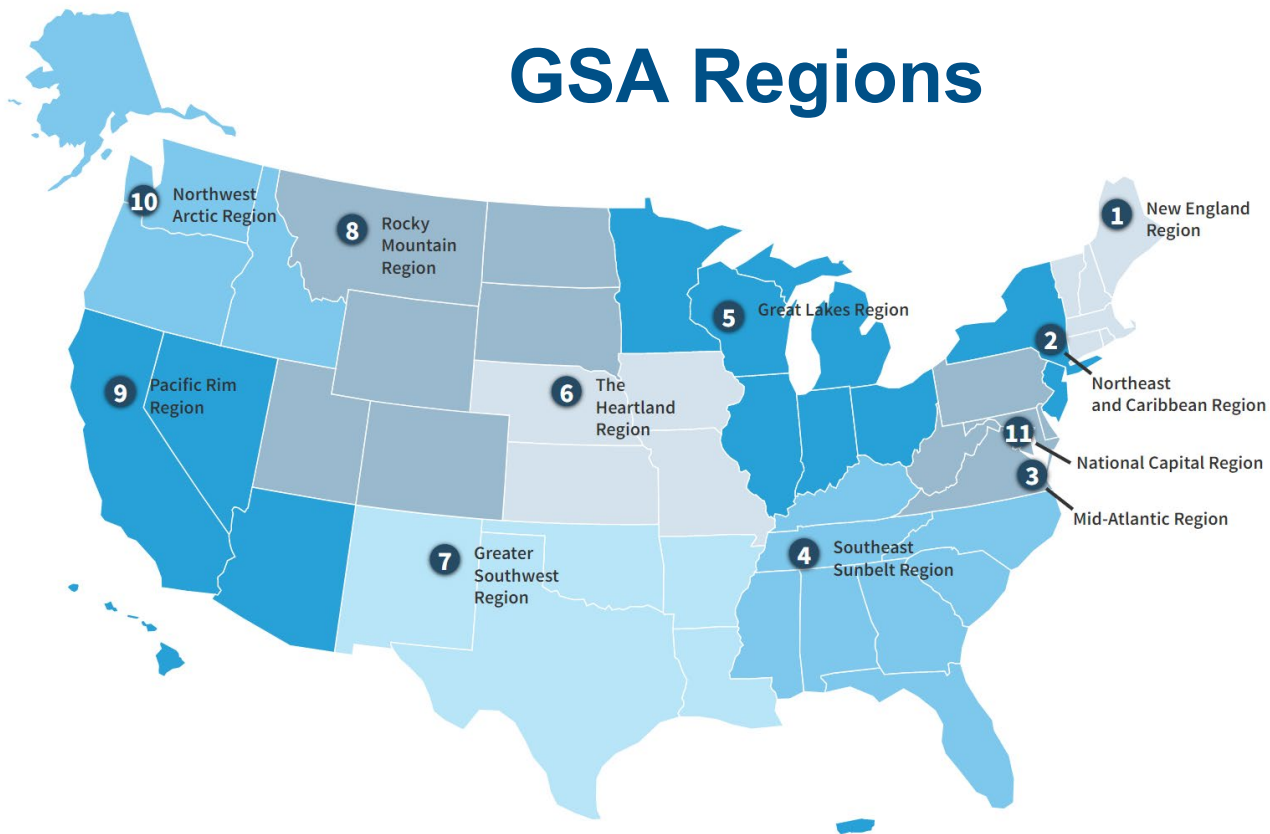 GSA Regions
10
Northwest
Arctic Region
8
Rocky
Mountain
Region
1
New England
Region
5
Great Lakes Region
2
Northeast
and Caribbean Region
9
Pacific Rim
Region
6
The
Heartland
Region
11
National Capital Region
3
Mid-Atlantic Region
7
Greater
Southwest
Region
4
Southeast
Sunbelt Region